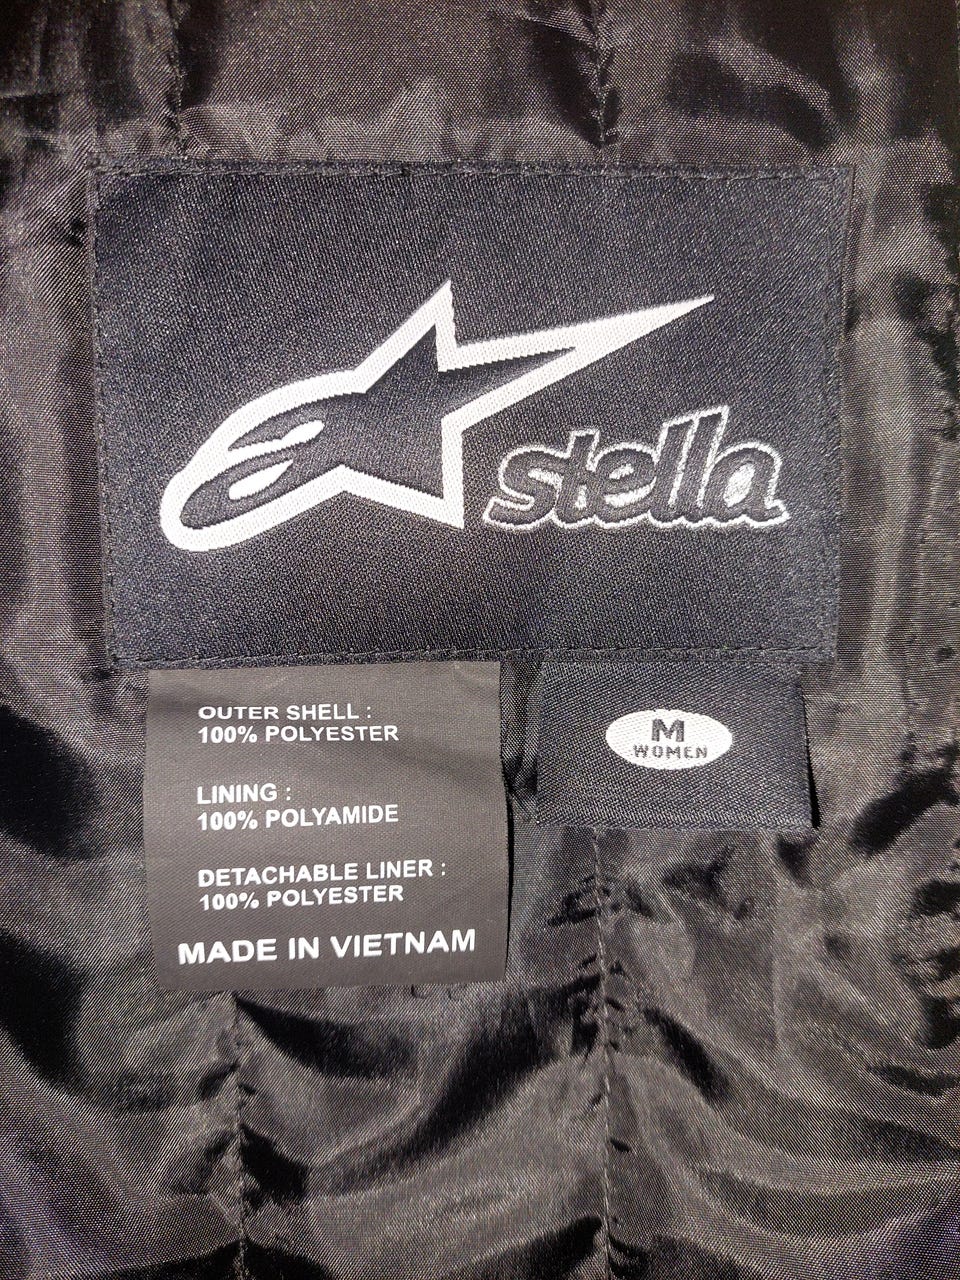 stella
OUTER SHELL :
100% POLYESTER
LINING :
100% POLYAMIDE
DETACHABLE LINER :
100% POLYESTER
MADE IN VIETNAM
M
WOMEN